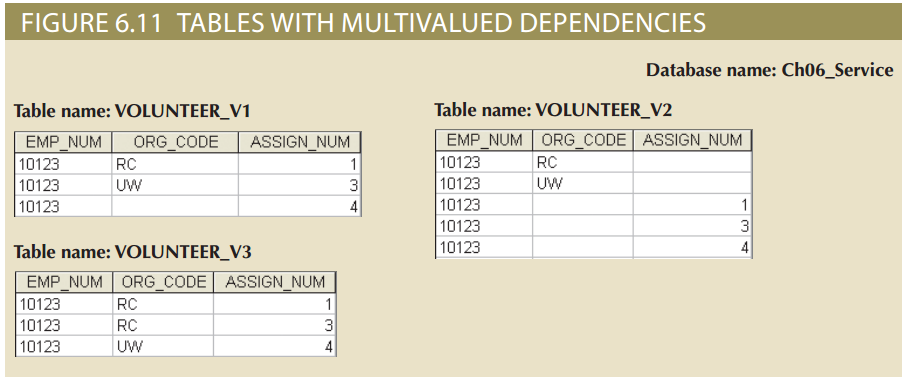 FIGURE 6.11 TABLES WITH MULTIVALUED DEPENDENCIES
Database name: Ch06_Service
Table name: VOLUNTEER_V1
EMP_NUM ORG_CODE ASSIGN_NUM
10123 RC 1
10123 UW 3
10123 4
Table name: VOLUNTEER_V2
EMP_NUM ORG_CODE ASSIGN_NUM
10123 RC
10123 UW
10123 1
10123 3
10123 4
Table name: VOLUNTEER_V3
EMP_NUM ORG_CODE ASSIGN_NUM
10123 RC 1
10123 RC 3
10123 UW 4